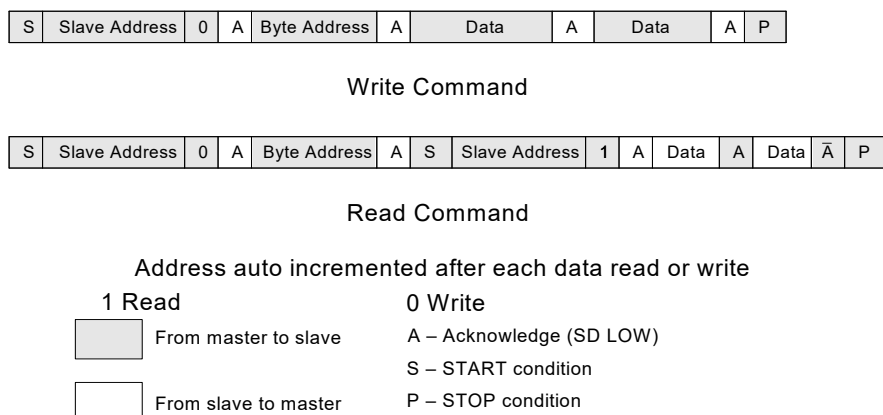 S Slave Address 0 A Byte Address A Data A Data A P
Write Command
S Slave Address 0 A Byte Address A S Slave Address 1 A Data A Data A̅ P
Read Command
Address auto incremented after each data read or write
1 Read 0 Write
From master to slave A – Acknowledge (SD LOW)
S – START condition
From slave to master P – STOP condition